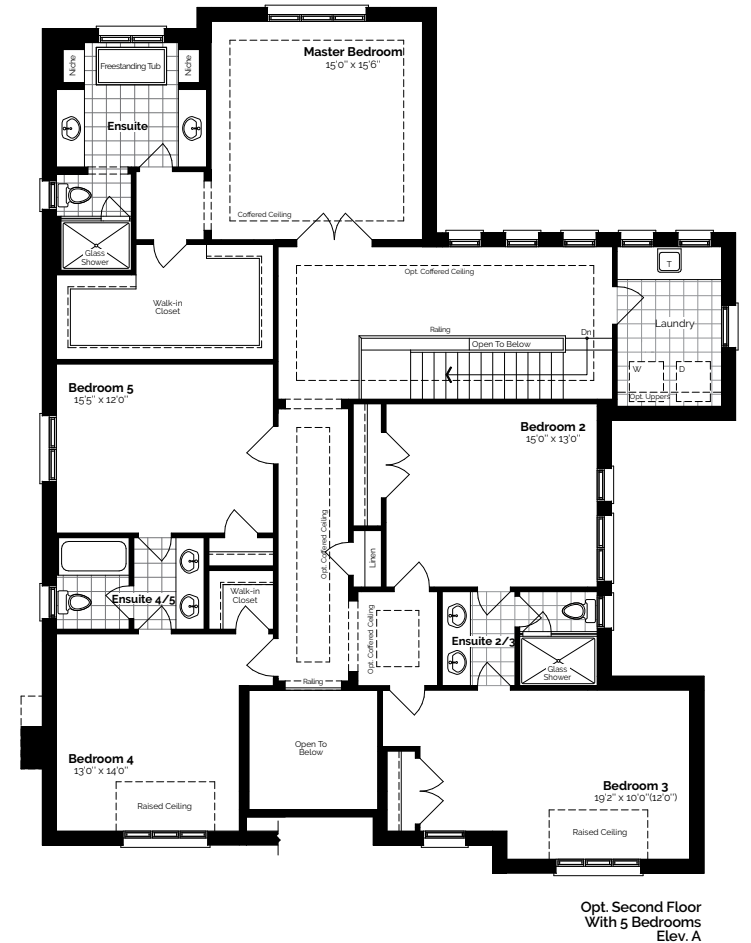 Master Bedroom
15'0" x 15'6"
Niche
Freestanding Tub
Niche
Ensuite
Coffered Ceiling
Glass
Shower
Walk-in
Closet
Opt. Coffered Ceiling
T
Laundry
Railing
Dn
Open To Below
W
D
Opt. Uppers
Bedroom 5
15'5" x 12'0"
Bedroom 2
15'0" x 13'0"
Opt. Coffered Ceiling
Linen
Ensuite 4/5
Walk-in
Closet
Opt. Coffered Ceiling
Ensuite 2/3
Glass
Shower
Railing
Open To
Below
Bedroom 4
13'0" x 14'0"
Raised Ceiling
Bedroom 3
19'2" x 10'0"(12'0")
Raised Ceiling
Opt. Second Floor
With 5 Bedrooms
Elev. A